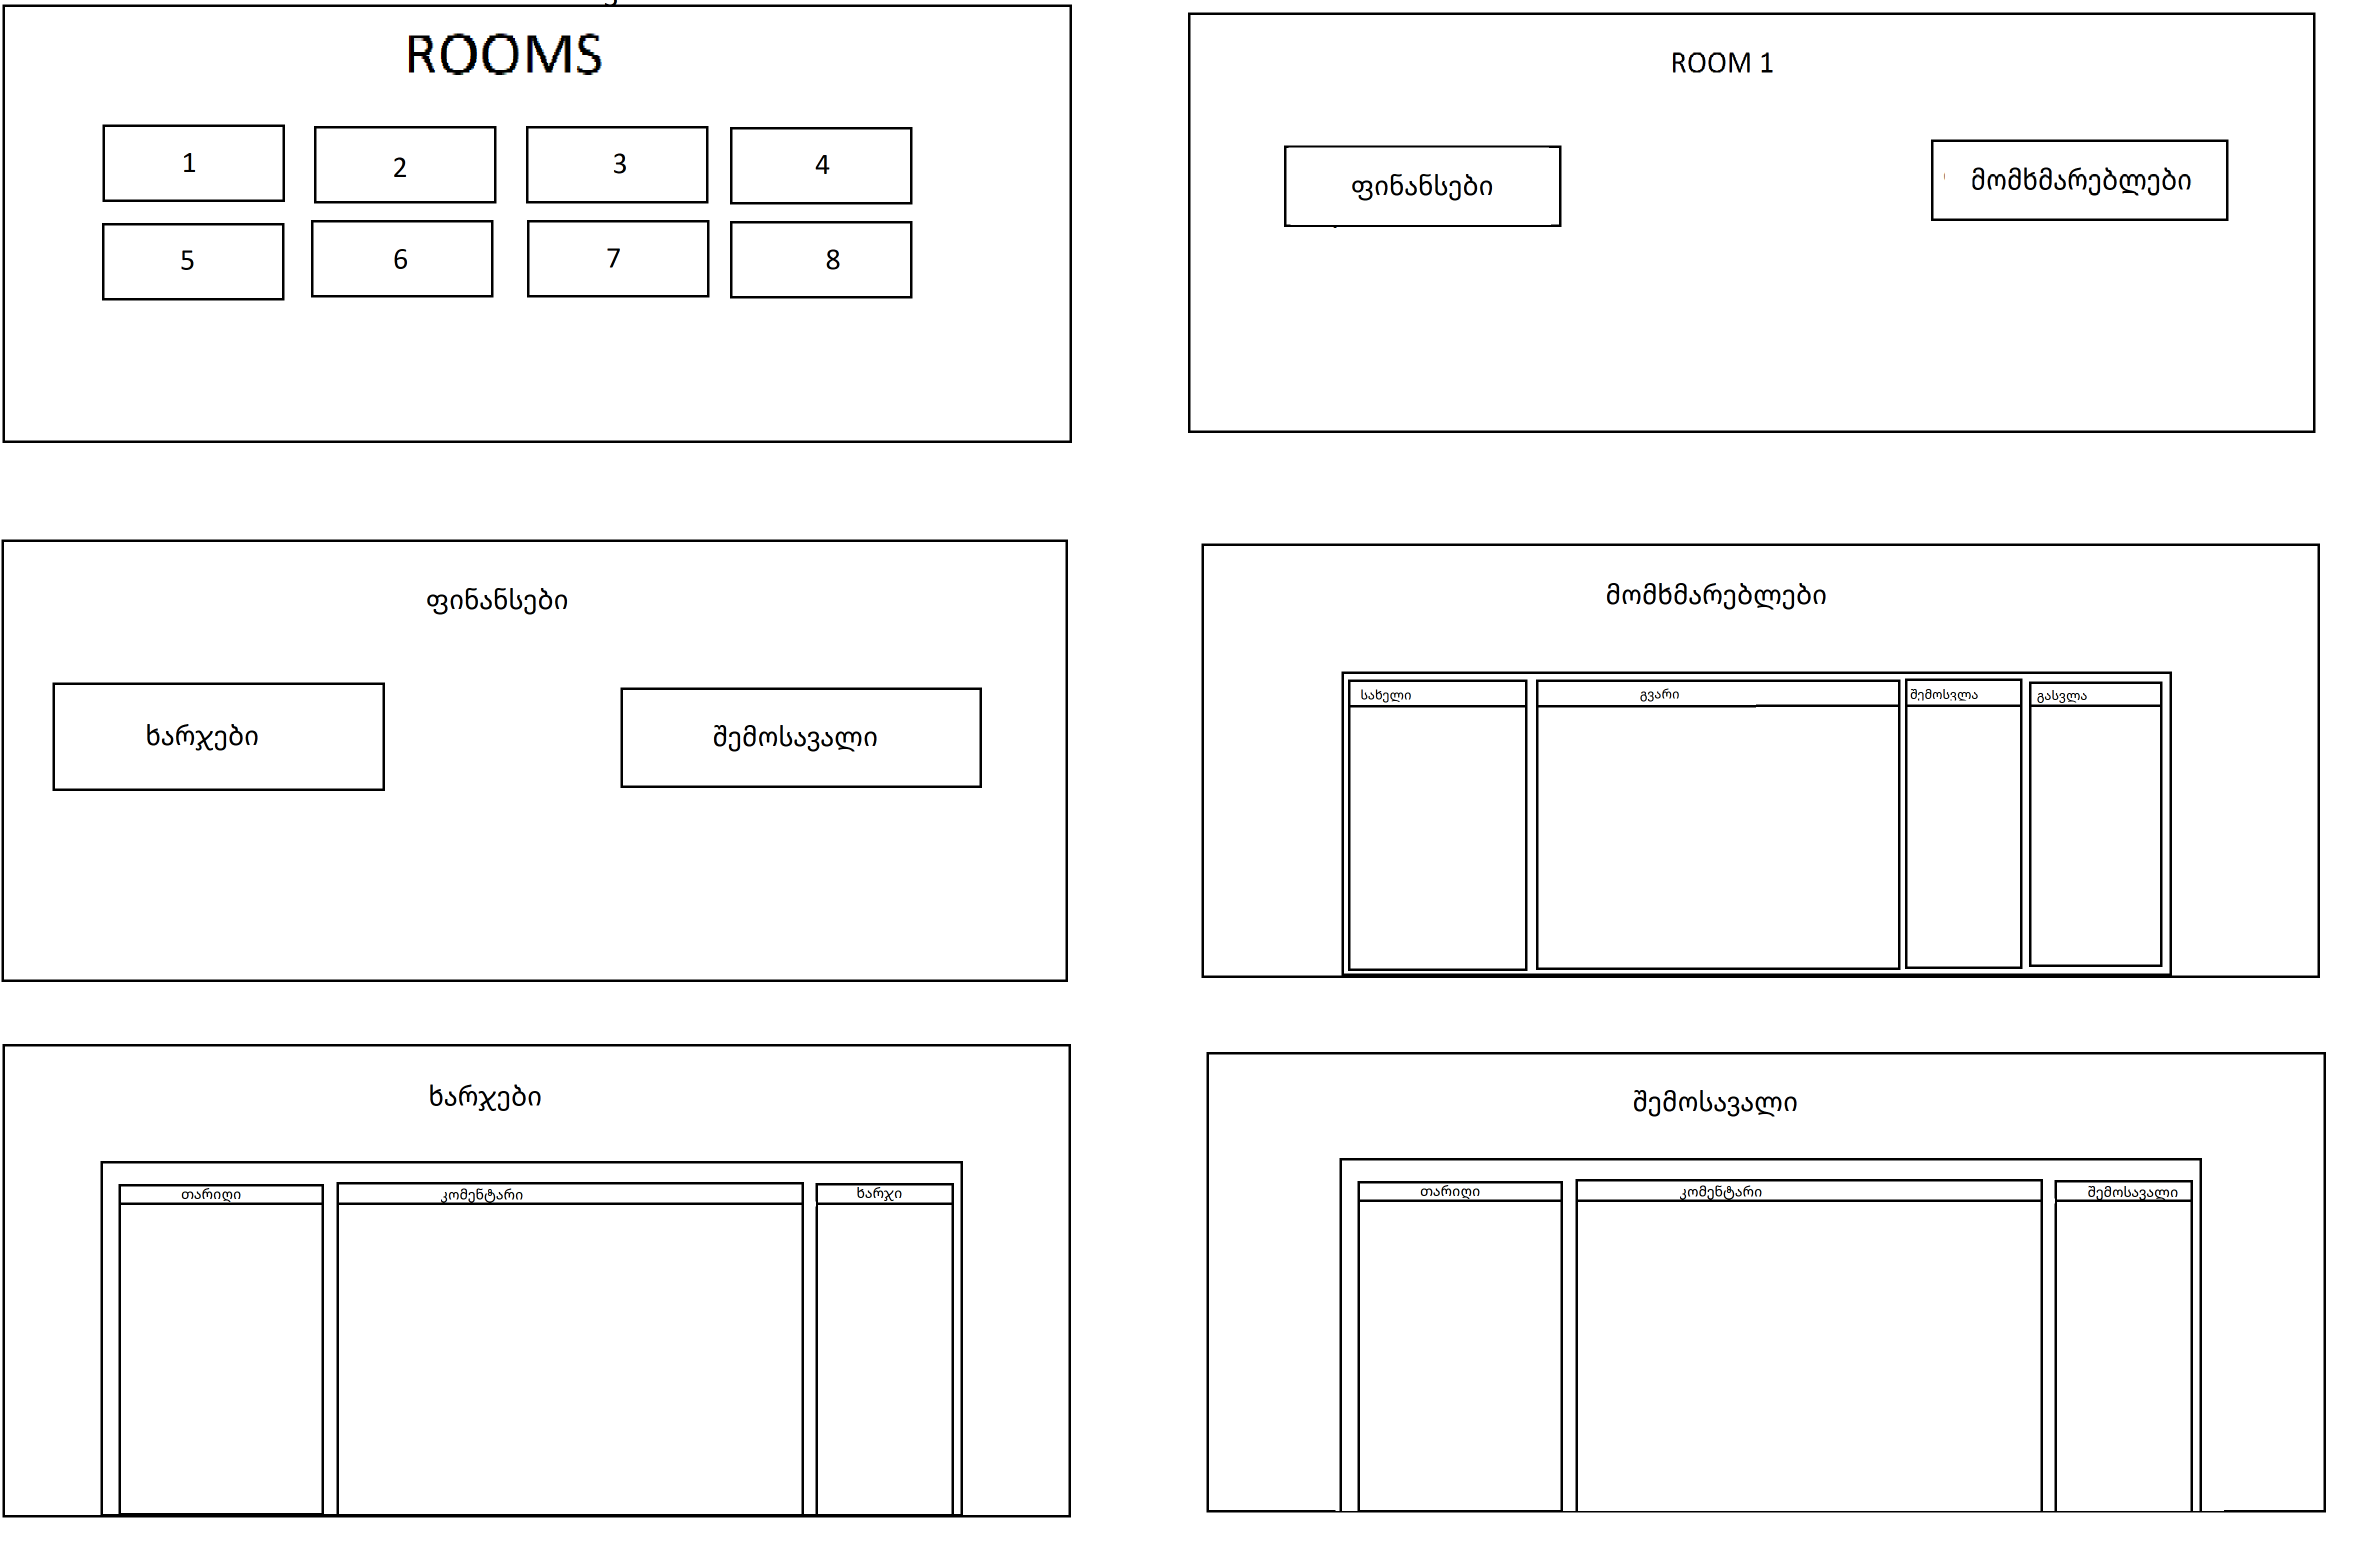 ROOMS
1
2
3
4
5
6
7
8
ROOM 1
ფინანსები
მომხმარებლები
ფინანსები
ხარჯები
შემოსავალი
მომხმარებლები
სახელი
გვარი
შემოსვლა
გასვლა
ხარჯები
თარიღი
კომენტარი
ხარჯი
შემოსავალი
თარიღი
კომენტარი
შემოსავალი